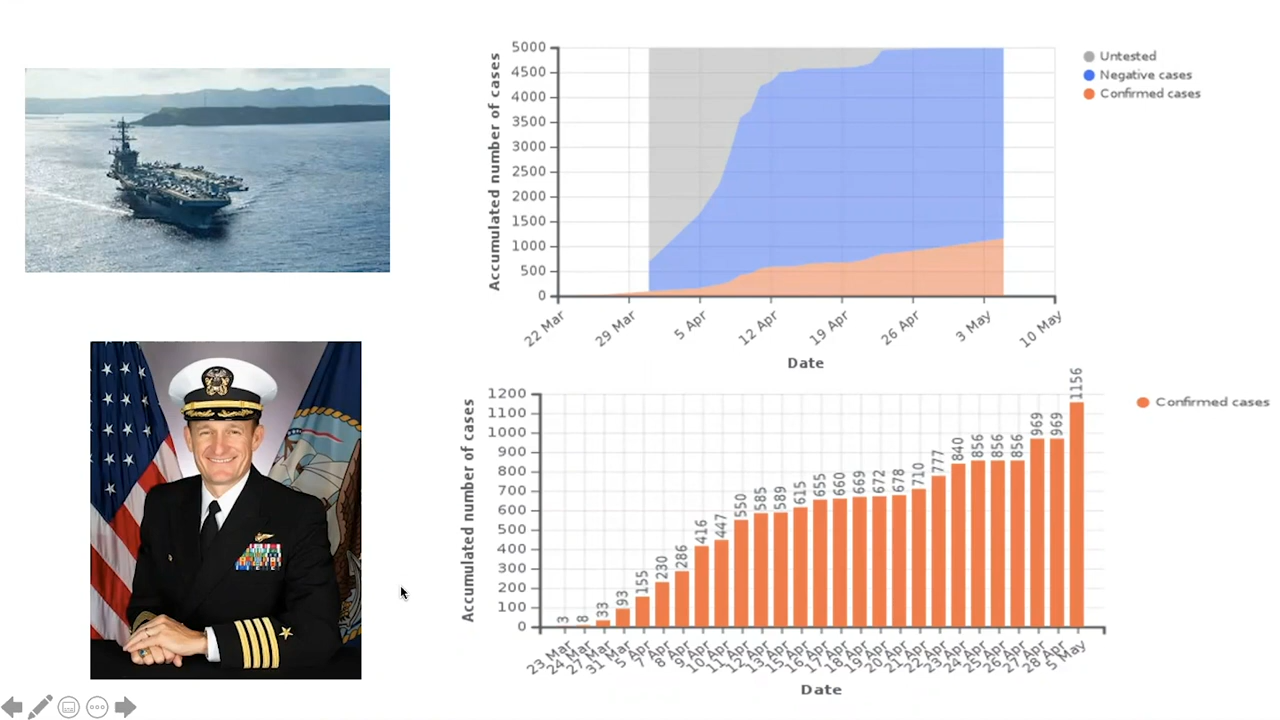 Accumulated number of cases
5000
4500
4000
3500
3000
2500
2000
1500
1000
500
0
22 Mar
29 Mar
5 Apr
12 Apr
19 Apr
26 Apr
3 May
10 May
Date
Untested
Negative cases
Confirmed cases
Accumulated number of cases
1200
1100
1000
900
800
700
600
500
400
300
200
100
0
3
8
33
93
155
230
286
416
447
550
585
589
615
655
660
669
672
678
710
777
840
856
856
856
969
969
1156
23 Mar
24 Mar
27 Mar
31 Mar
5 Apr
7 Apr
8 Apr
9 Apr
10 Apr
11 Apr
12 Apr
13 Apr
15 Apr
16 Apr
17 Apr
18 Apr
19 Apr
20 Apr
21 Apr
22 Apr
23 Apr
24 Apr
25 Apr
26 Apr
27 Apr
28 Apr
5 May
Date
Confirmed cases